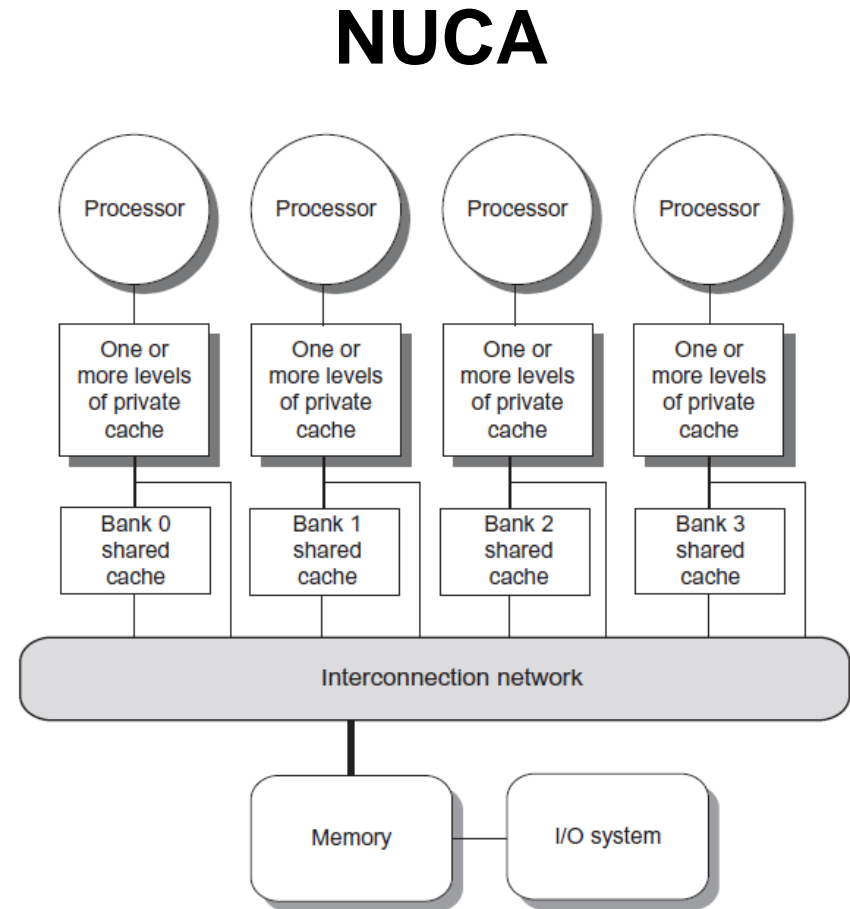 NUCA
Processor
Processor
Processor
Processor
One or
more levels
of private
cache
One or
more levels
of private
cache
One or
more levels
of private
cache
One or
more levels
of private
cache
Bank 0
shared
cache
Bank 1
shared
cache
Bank 2
shared
cache
Bank 3
shared
cache
Interconnection network
Memory
I/O system